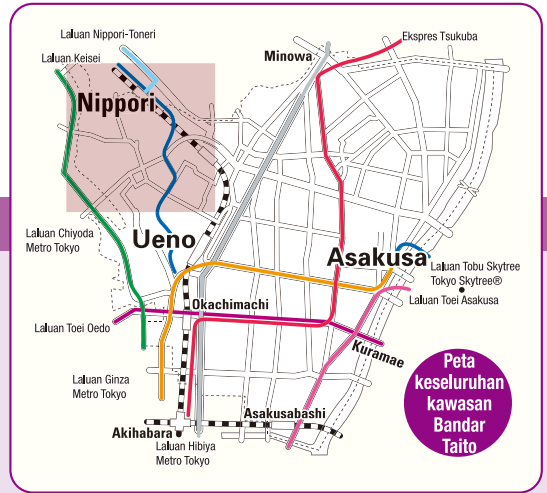 Laluan Nippori-Toneri
Ekspres Tsukuba
Minowa
Laluan Keisei
Nippori
Laluan Chiyoda
Metro Tokyo
Ueno
Asakusa
Laluan Tobu Skytree
Tokyo Skytree®
Laluan Toei Asakusa
Okachimachi
Laluan Toei Oedo
Kuramae
Peta
keseluruhan
kawasan
Bandar
Taito
Laluan Ginza
Metro Tokyo
Asakusabashi
Akihabara
Laluan Hibiya
Metro Tokyo